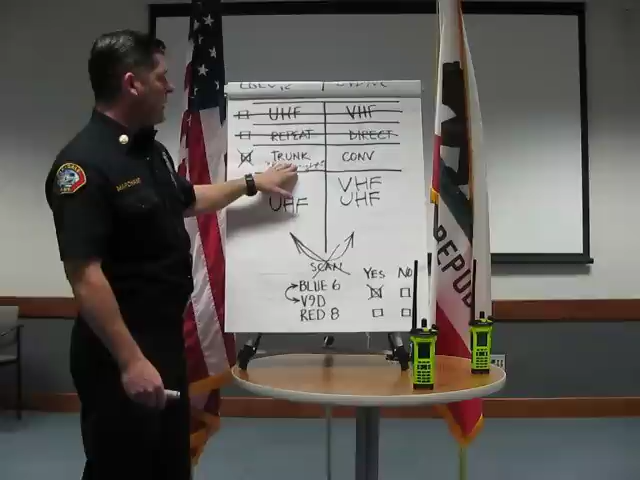 UHF VHF
REPEAT DIRECT
TRUNK CONV
UHF VHF
UHF
SCAN YES NO
BLUE 6
V9D
RED 8
REPUB